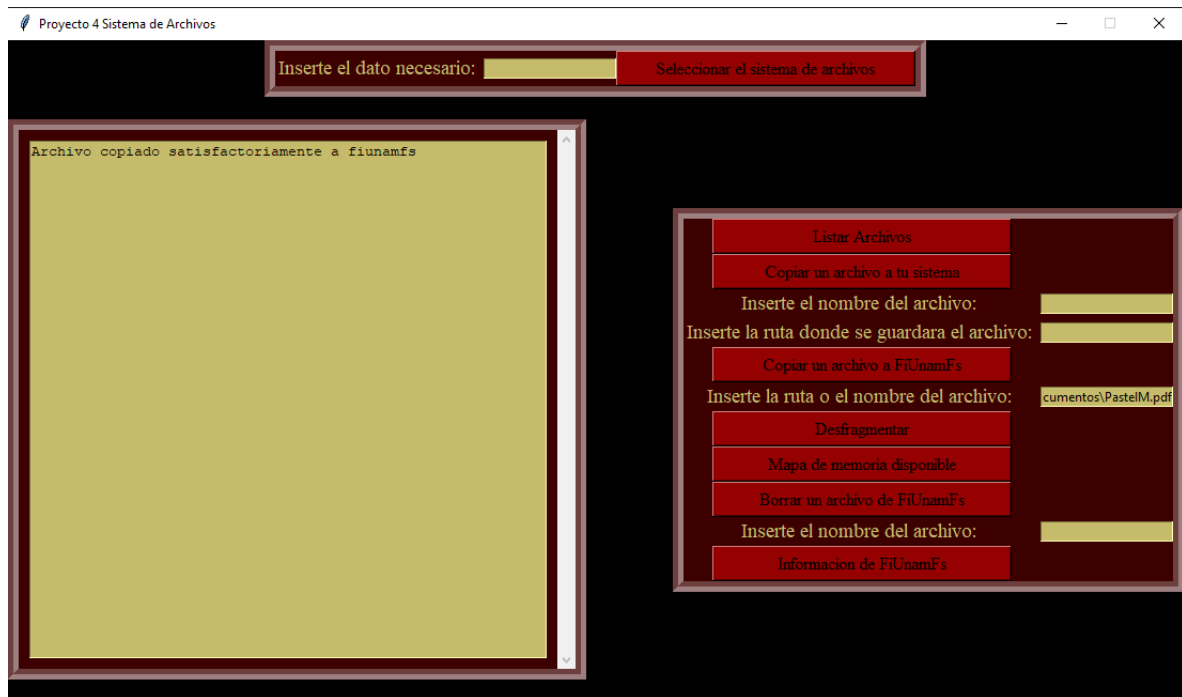 Proyecto 4 Sistema de Archivos
Inserte el dato necesario:
Seleccionar el sistema de archivos
Archivo copiado satisfactoriamente a fiunamfs
Listar Archivos
Copiar un archivo a tu sistema
Inserte el nombre del archivo:
Inserte la ruta donde se guardara el archivo:
Copiar un archivo a FiUnamFs
Inserte la ruta o el nombre del archivo: cumentos\PastelM.pdf
Desfragmentar
Mapa de memoria disponible
Borrar un archivo de FiUnamFs
Inserte el nombre del archivo:
Informacion de FiUnamFs